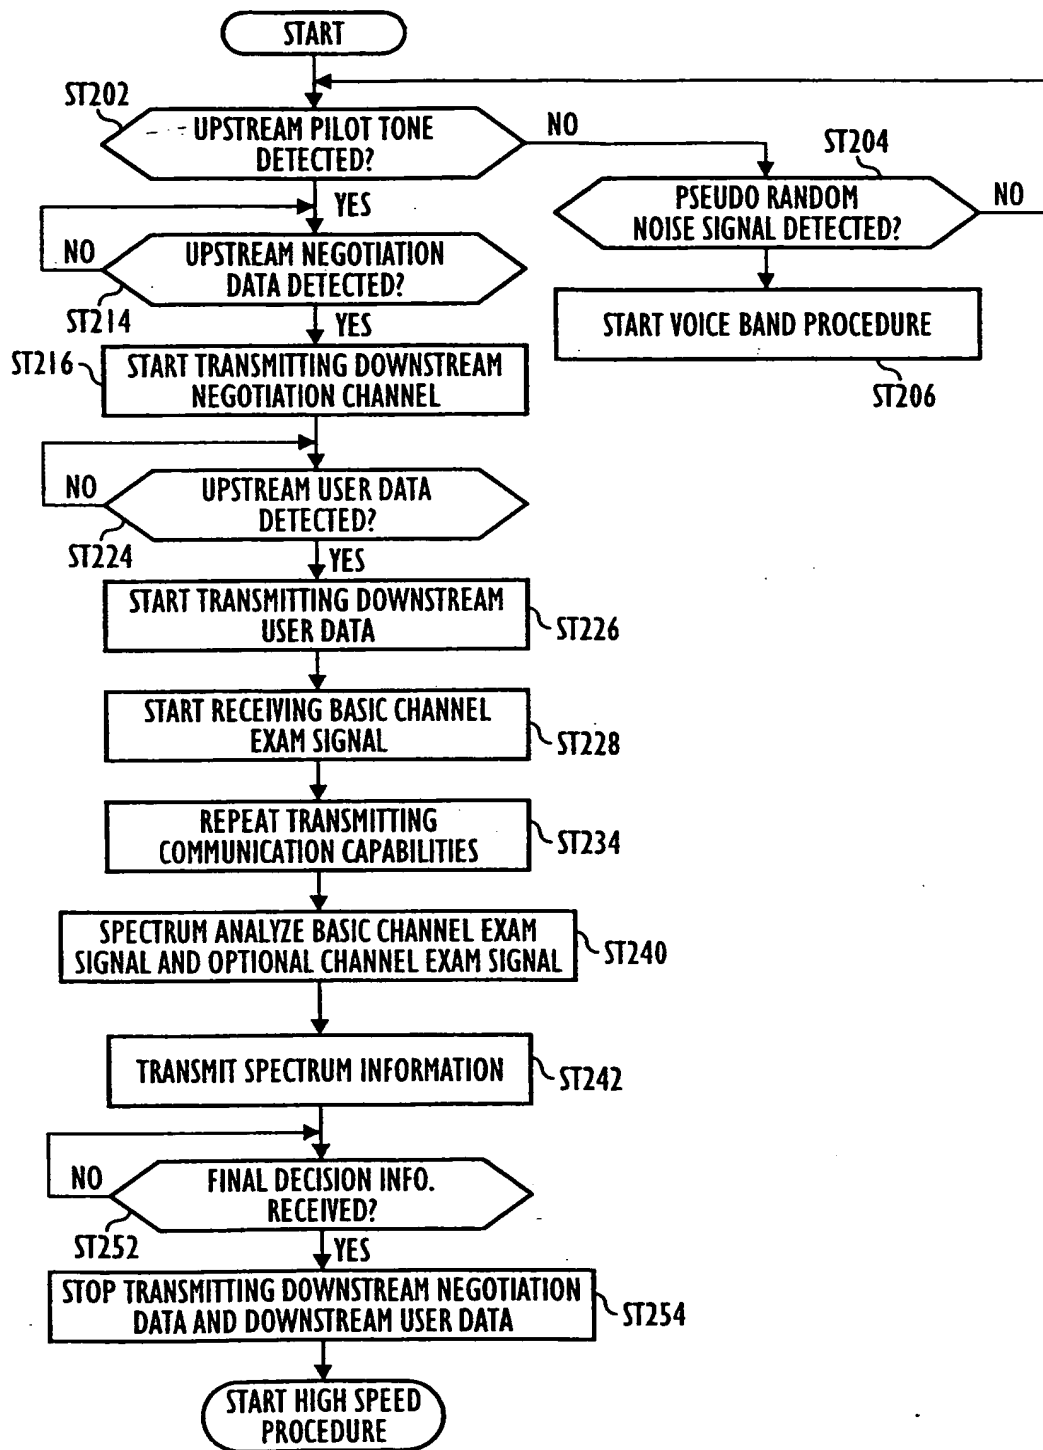 START
ST202
UPSTREAM PILOT TONE
DETECTED?
NO
ST204
YES
PSEUDO RANDOM
NOISE SIGNAL DETECTED?
NO
NO
UPSTREAM NEGOTIATION
DATA DETECTED?
ST214
YES
START VOICE BAND PROCEDURE
ST206
ST216
START TRANSMITTING DOWNSTREAM
NEGOTIATION CHANNEL
NO
UPSTREAM USER DATA
DETECTED?
ST224
YES
START TRANSMITTING DOWNSTREAM
USER DATA
ST226
START RECEIVING BASIC CHANNEL
EXAM SIGNAL
ST228
REPEAT TRANSMITTING
COMMUNICATION CAPABILITIES
ST234
SPECTRUM ANALYZE BASIC CHANNEL EXAM
SIGNAL AND OPTIONAL CHANNEL EXAM SIGNAL
ST240
TRANSMIT SPECTRUM INFORMATION
ST242
NO
FINAL DECISION INFO.
RECEIVED?
ST252
YES
STOP TRANSMITTING DOWNSTREAM NEGOTIATION
DATA AND DOWNSTREAM USER DATA
ST254
START HIGH SPEED
PROCEDURE